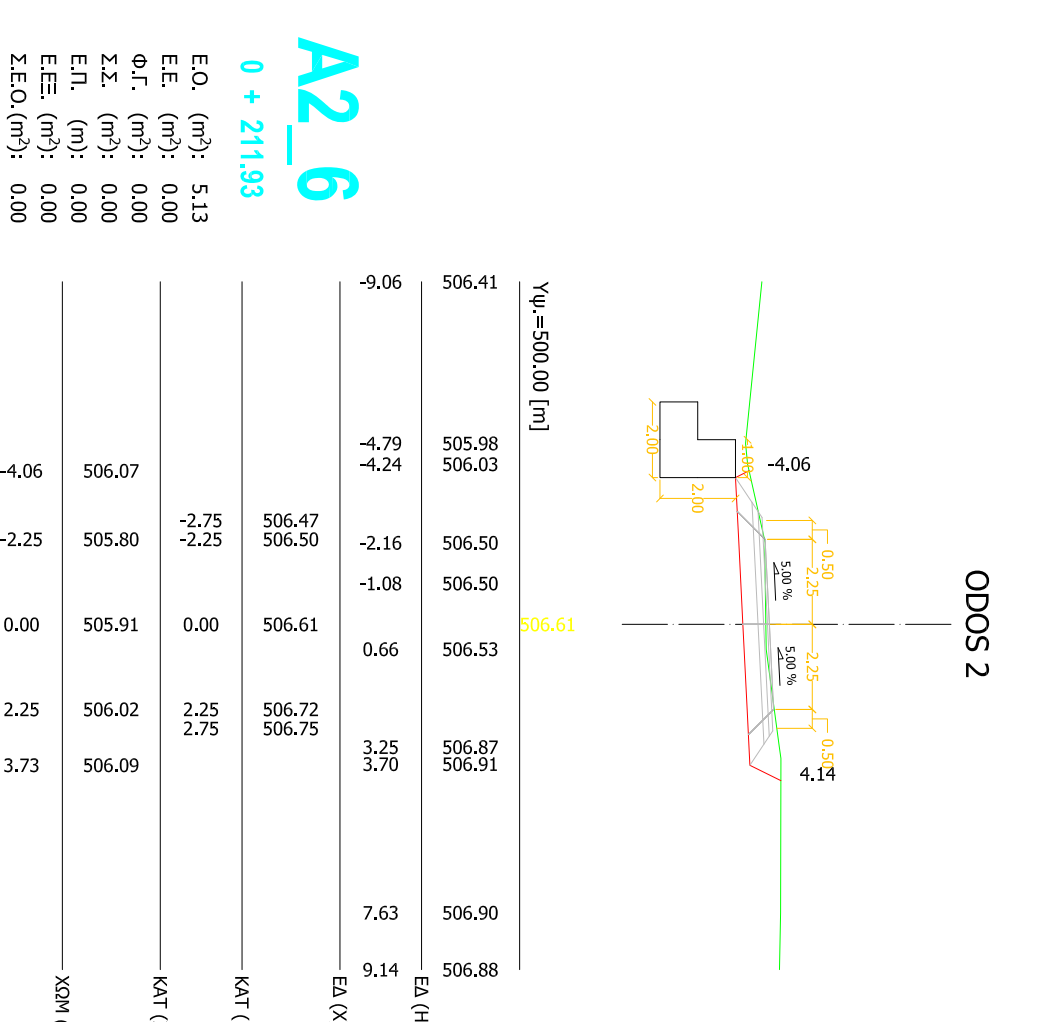 ODOS 2
A2_6
0 + 211.93
Ε.Ο. (m²): 5.13
Ε.Ε. (m²): 0.00
Φ.Γ. (m²): 0.00
Σ.Σ. (m²): 0.00
Ε.Π. (m): 0.00
Ε.ΕΞ. (m²): 0.00
Σ.Ε.Ο.(m²): 0.00
2.00
2.00
1.00
-4.06
0.50
2.25
2.25
0.50
5.00 %
5.00 %
4.14
Υψ.=500.00 [m]
506.61
506.41 505.98 506.03 506.50 506.50 506.53 506.87 506.91 506.90 506.88
ΕΔ (Η
-9.06 -4.79 -4.24 -2.16 -1.08 0.66 3.25 3.70 7.63 9.14
ΕΔ (Χ
506.47 506.50 506.61 506.72 506.75
ΚΑΤ (
-2.75 -2.25 0.00 2.25 2.75
ΚΑΤ (
506.07 505.80 505.91 506.02 506.09
ΧΩΜ (
-4.06 -2.25 0.00 2.25 3.73